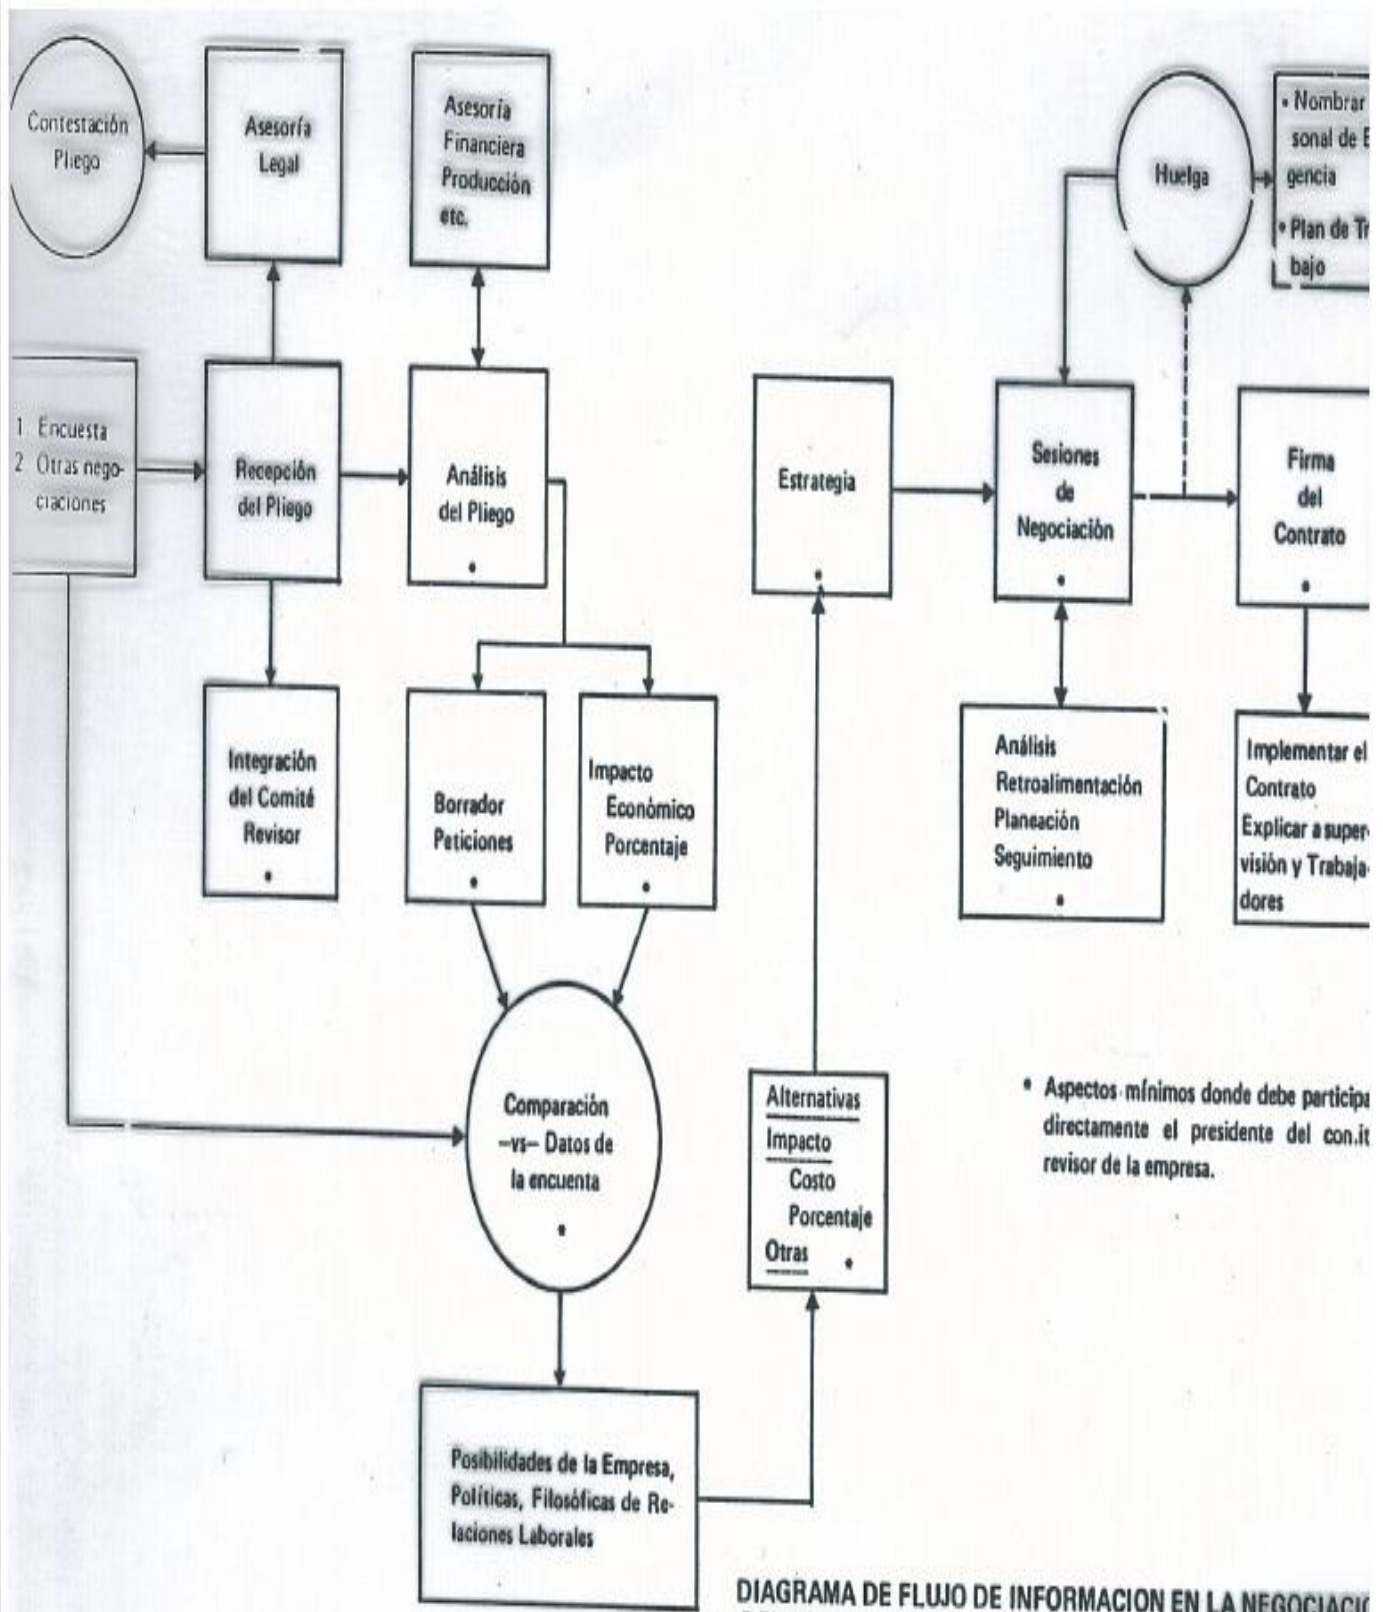 Contestación
Pliego
Asesoría
Legal
Asesoría
Financiera
Producción
etc.
Huelga
• Nombrar
sonal de E
gencia
• Plan de Tr
bajo
1 Encuesta
2 Otras nego-
ciaciones
Recepción
del Pliego
Análisis
del Pliego
•
Estrategia
•
Sesiones
de
Negociación
•
Firma
del
Contrato
•
Integración
del Comité
Revisor
•
Borrador
Peticiones
•
Impacto
Económico
Porcentaje
•
Análisis
Retroalimentación
Planeación
Seguimiento
•
Implementar el
Contrato
Explicar a super-
visión y Trabaja-
dores
Comparación
–vs– Datos de
la encuenta
•
Alternativas
Impacto
Costo
Porcentaje
Otras •
• Aspectos mínimos donde debe participa
directamente el presidente del con.it
revisor de la empresa.
Posibilidades de la Empresa,
Políticas, Filosóficas de Re-
laciones Laborales
DIAGRAMA DE FLUJO DE INFORMACION EN LA NEGOCIACIO